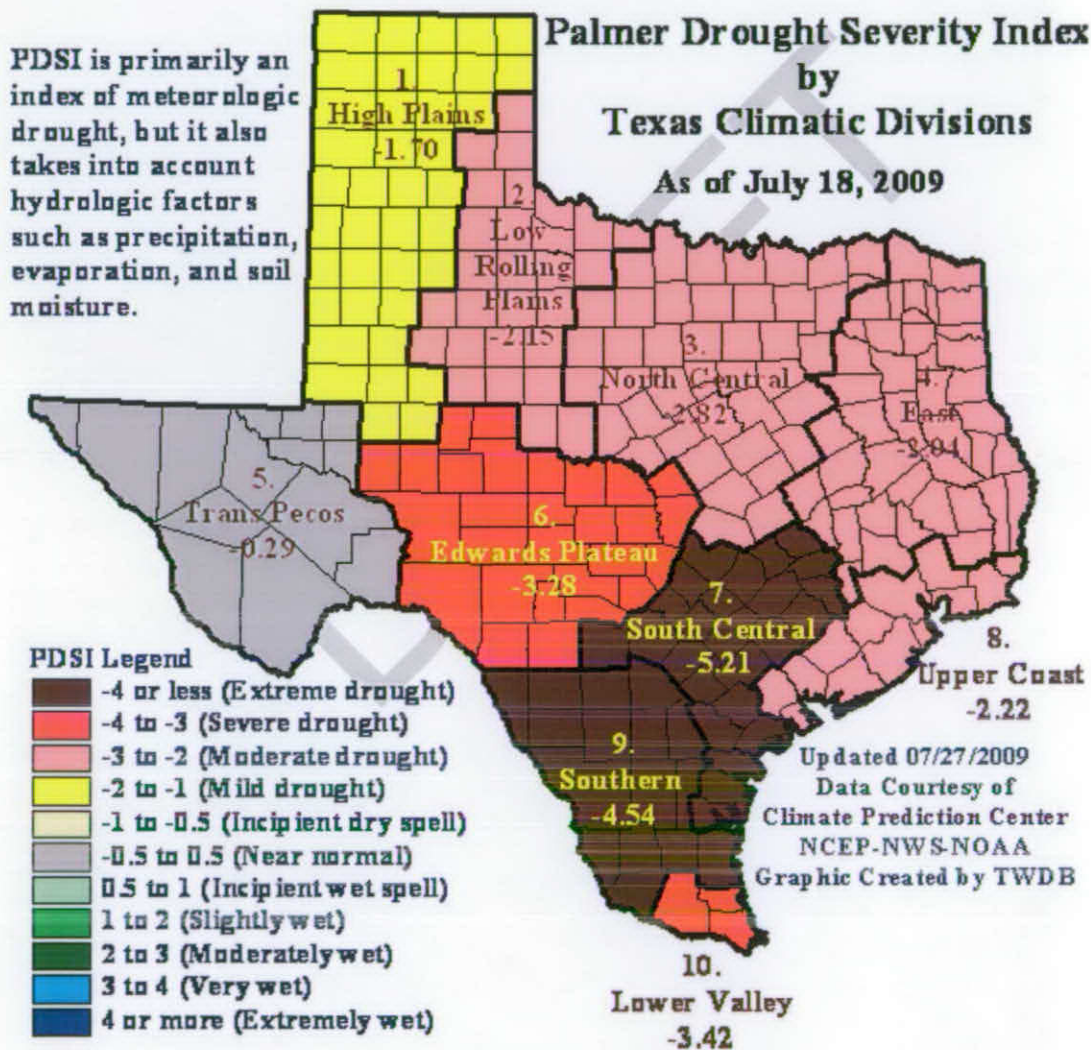 Palmer Drought Severity Index
by
Texas Climatic Divisions
As of July 18, 2009
PDSI is primarily an
index of meteorologic
drought, but it also
takes into account
hydrologic factors
such as precipitation,
evaporation, and soil
moisture.
1.
High Plains
-1.70
2
Low
Rolling
Plains
-2.15
3.
North Central
-2.82
4.
East
5.
Trans Pecos
-0.29
6.
Edwards Plateau
-3.28
7.
South Central
-5.21
8.
Upper Coast
-2.22
9.
Southern
-4.54
10.
Lower Valley
-3.42
PDSI Legend
-4 or less (Extreme drought)
-4 to -3 (Severe drought)
-3 to -2 (Moderate drought)
-2 to -1 (Mild drought)
-1 to -0.5 (Incipient dry spell)
-0.5 to 0.5 (Near normal)
0.5 to 1 (Incipient wet spell)
1 to 2 (Slightly wet)
2 to 3 (Moderately wet)
3 to 4 (Very wet)
4 or more (Extremely wet)
Updated 07/27/2009
Data Courtesy of
Climate Prediction Center
NCEP-NWS-NOAA
Graphic Created by TWDB